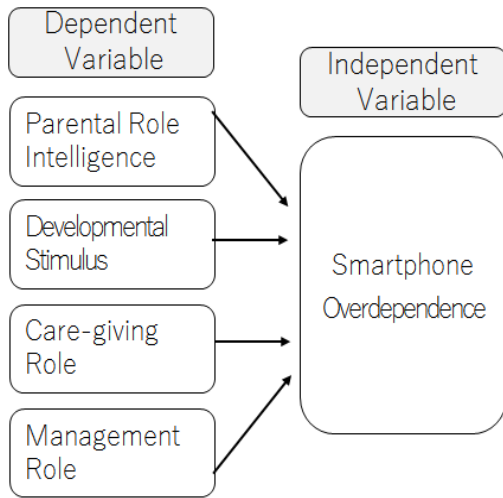 Dependent
Variable
Parental Role
Intelligence
Developmental
Stimulus
Care-giving
Role
Management
Role
Independent
Variable
Smartphone
Overdependence